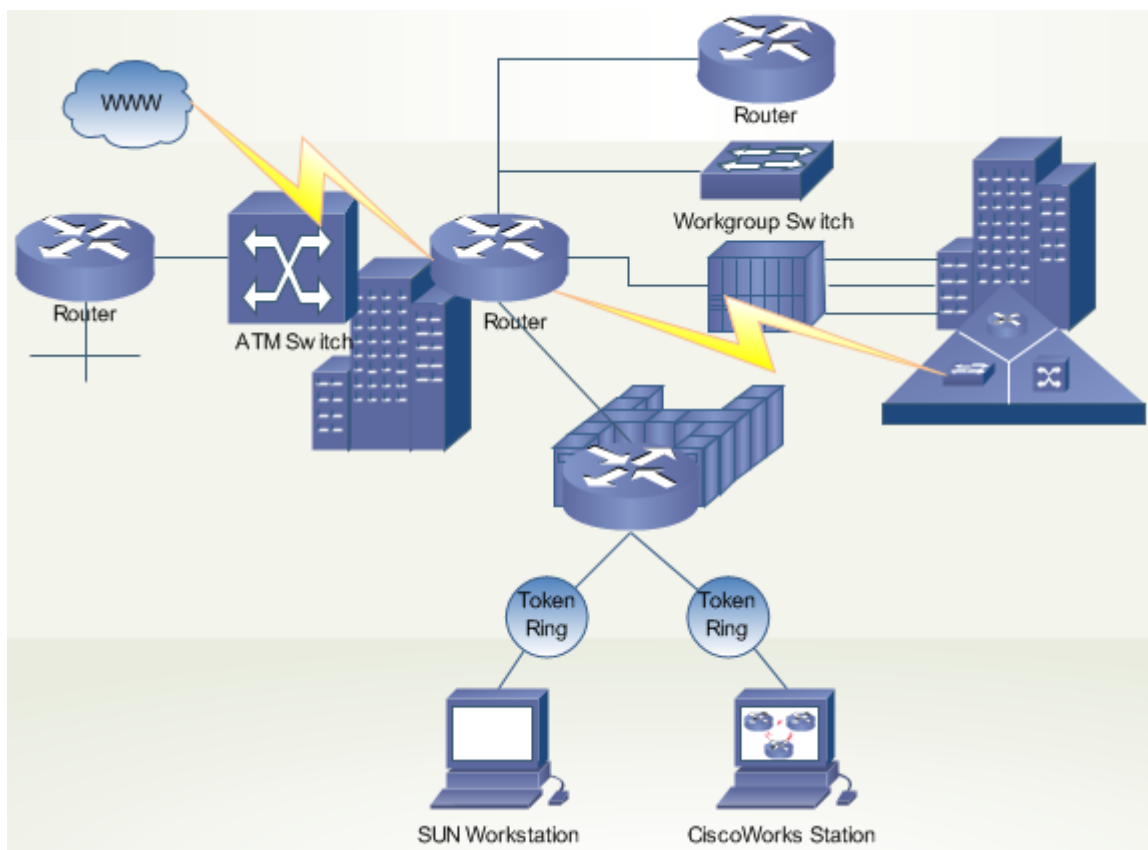 WWW
Router
Workgroup Switch
Router
Router
ATM Switch
Token
Ring
Token
Ring
SUN Workstation
CiscoWorks Station